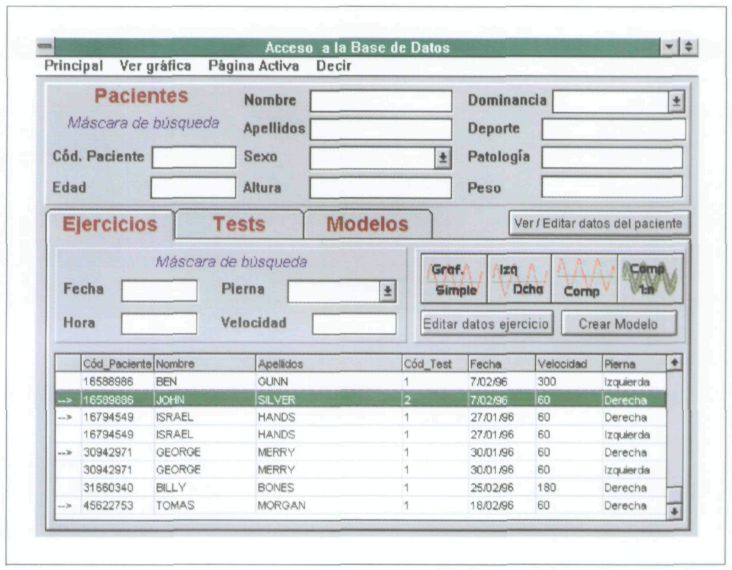 Acceso a la Base de Datos
Principal Ver gráfica Página Activa Decir
Pacientes
Máscara de búsqueda
Nombre
Dominancia
Apellidos
Deporte
Cód. Paciente
Sexo
Patología
Edad
Altura
Peso
Ejercicios Tests Modelos
Ver / Editar datos del paciente
Máscara de búsqueda
Fecha
Pierna
Hora
Velocidad
Graf. Simple
Izq Dcha
Comp
Comp 1:n
Editar datos ejercicio
Crear Modelo
Cód_Paciente Nombre Apellidos Cód_Test Fecha Velocidad Pierna
16588986 BEN GUNN 1 7/02/96 300 Izquierda
--> 16589886 JOHN SILVER 2 7/02/96 60 Derecha
--> 16794549 ISRAEL HANDS 1 27/01/96 60 Derecha
16794549 ISRAEL HANDS 1 27/01/96 60 Izquierda
--> 30942971 GEORGE MERRY 1 30/01/96 60 Derecha
30942971 GEORGE MERRY 1 30/01/96 60 Izquierda
31660340 BILLY BONES 1 25/02/96 180 Derecha
--> 45622753 TOMAS MORGAN 1 18/02/96 60 Derecha